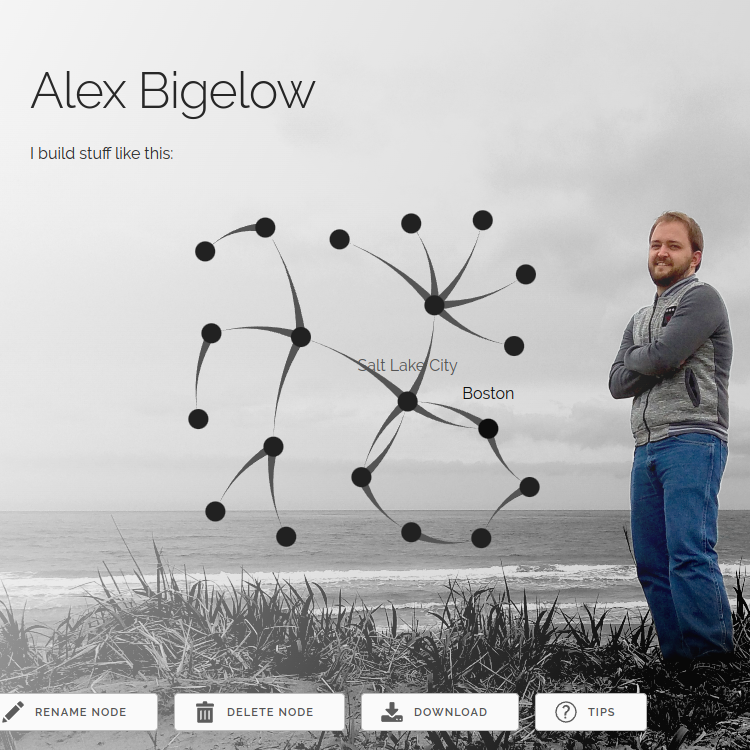 Alex Bigelow
I build stuff like this:
Salt Lake City
Boston
RENAME NODE
DELETE NODE
DOWNLOAD
TIPS